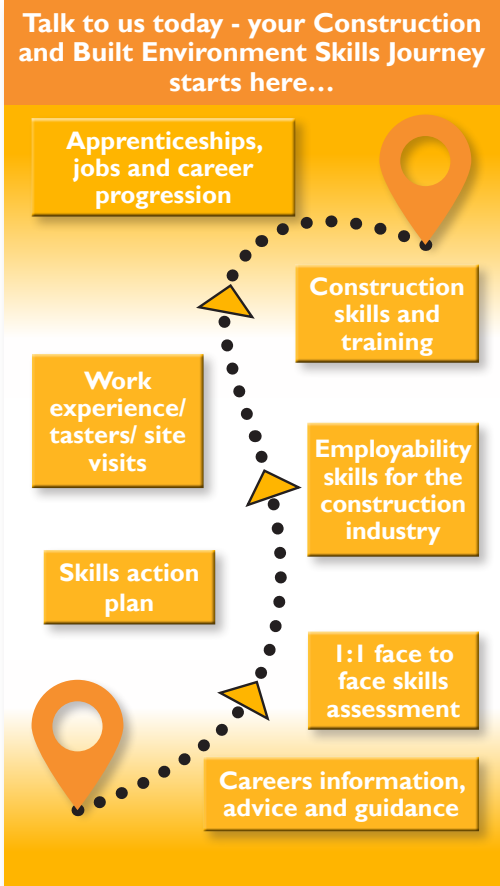 Talk to us today - your Construction
and Built Environment Skills Journey
starts here…
Apprenticeships,
jobs and career
progression
Construction
skills and
training
Work
experience/
tasters/ site
visits
Employability
skills for the
construction
industry
Skills action
plan
1:1 face to
face skills
assessment
Careers information,
advice and guidance